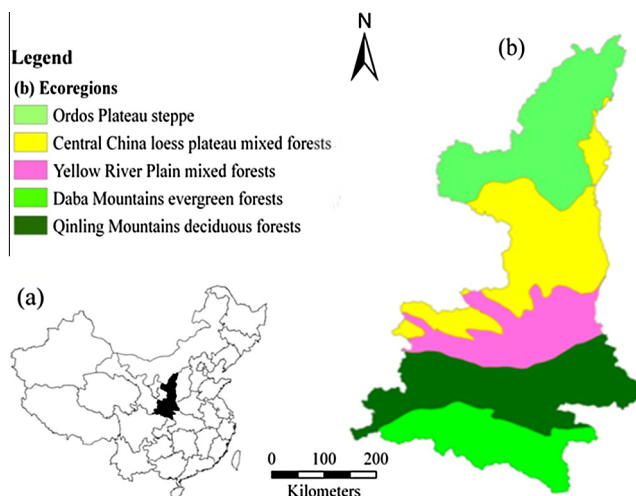 N
(b)
Legend
(b) Ecoregions
Ordos Plateau steppe
Central China loess plateau mixed forests
Yellow River Plain mixed forests
Daba Mountains evergreen forests
Qinling Mountains deciduous forests
(a)
0 100 200
Kilometers